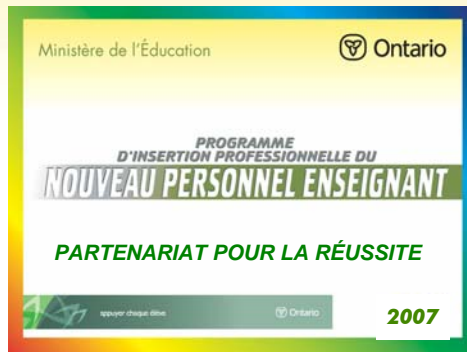 Ministère de l'Éducation
Ontario
PROGRAMME
D'INSERTION PROFESSIONNELLE DU
NOUVEAU PERSONNEL ENSEIGNANT
PARTENARIAT POUR LA RÉUSSITE
appuyer chaque élève
Ontario
2007